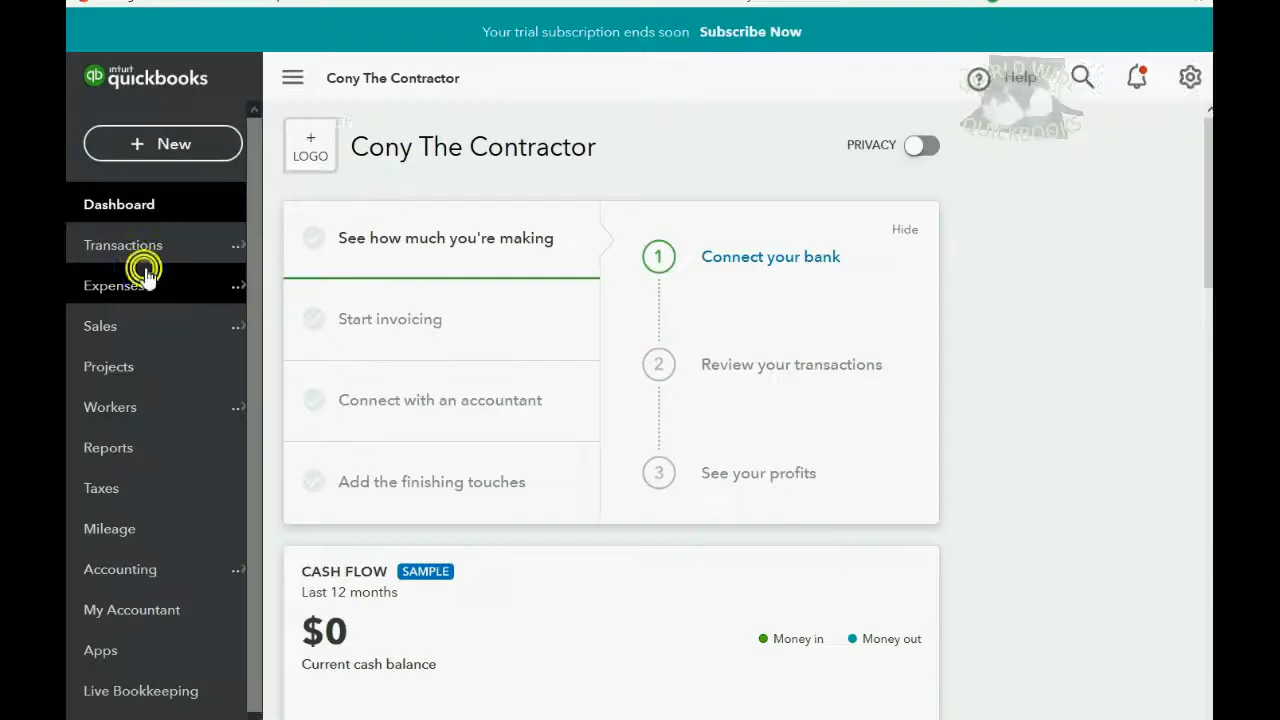 Your trial subscription ends soon Subscribe Now
intuit
quickbooks
Cony The Contractor
Help
+ New
+
LOGO
Cony The Contractor
PRIVACY
Dashboard
Transactions
Expenses
Sales
Projects
Workers
Reports
Taxes
Mileage
Accounting
My Accountant
Apps
Live Bookkeeping
See how much you're making
Start invoicing
Connect with an accountant
Add the finishing touches
Hide
1 Connect your bank
2 Review your transactions
3 See your profits
CASH FLOW SAMPLE
Last 12 months
$0
Current cash balance
Money in
Money out
QUICKBOOKS